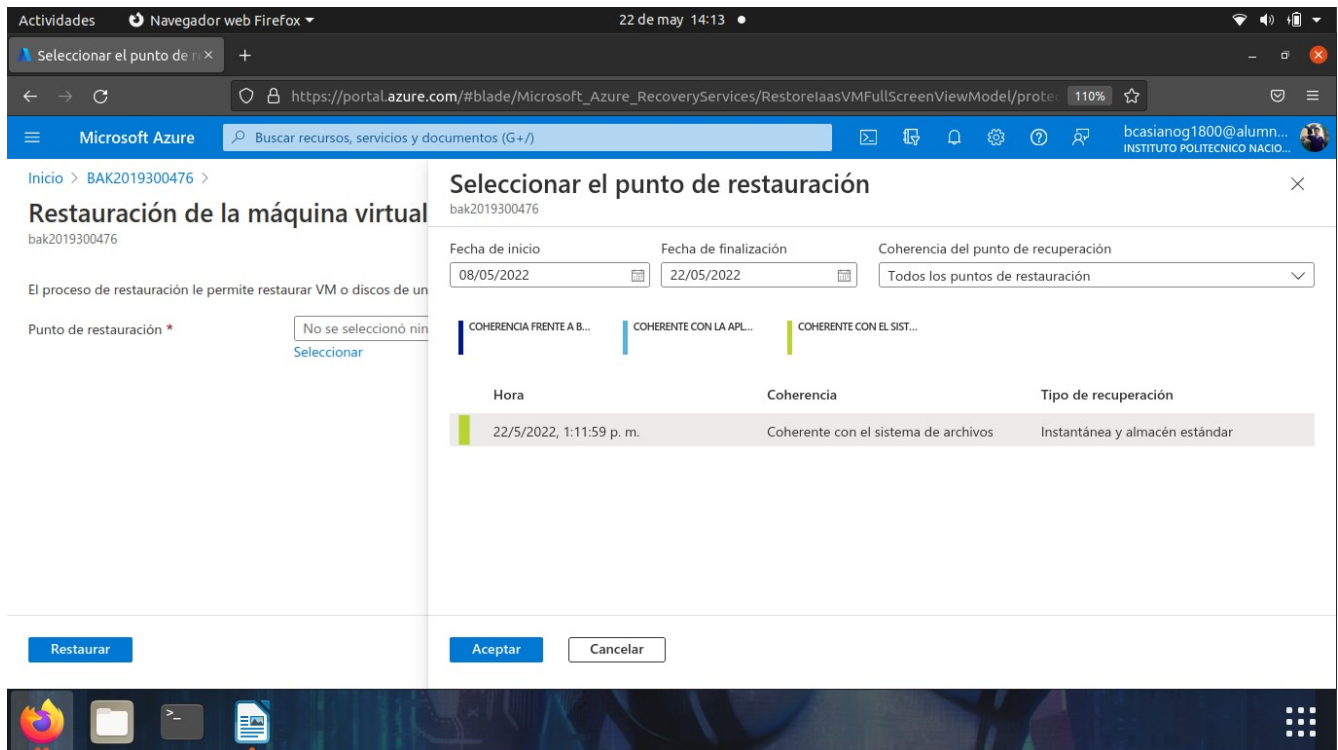 Actividades Navegador web Firefox 22 de may 14:13
Seleccionar el punto de r
https://portal.azure.com/#blade/Microsoft_Azure_RecoveryServices/RestoreIaasVMFullScreenViewModel/protec 110%
Microsoft Azure Buscar recursos, servicios y documentos (G+/) bcasianog1800@alumn...
INSTITUTO POLITECNICO NACIO...
Inicio > BAK2019300476 >
Restauración de la máquina virtual
bak2019300476
El proceso de restauración le permite restaurar VM o discos de un
Punto de restauración * No se seleccionó nin
Seleccionar
Restaurar
Seleccionar el punto de restauración
bak2019300476
Fecha de inicio Fecha de finalización Coherencia del punto de recuperación
08/05/2022 22/05/2022 Todos los puntos de restauración
COHERENCIA FRENTE A B... COHERENTE CON LA APL... COHERENTE CON EL SIST...
Hora Coherencia Tipo de recuperación
22/5/2022, 1:11:59 p. m. Coherente con el sistema de archivos Instantánea y almacén estándar
Aceptar Cancelar